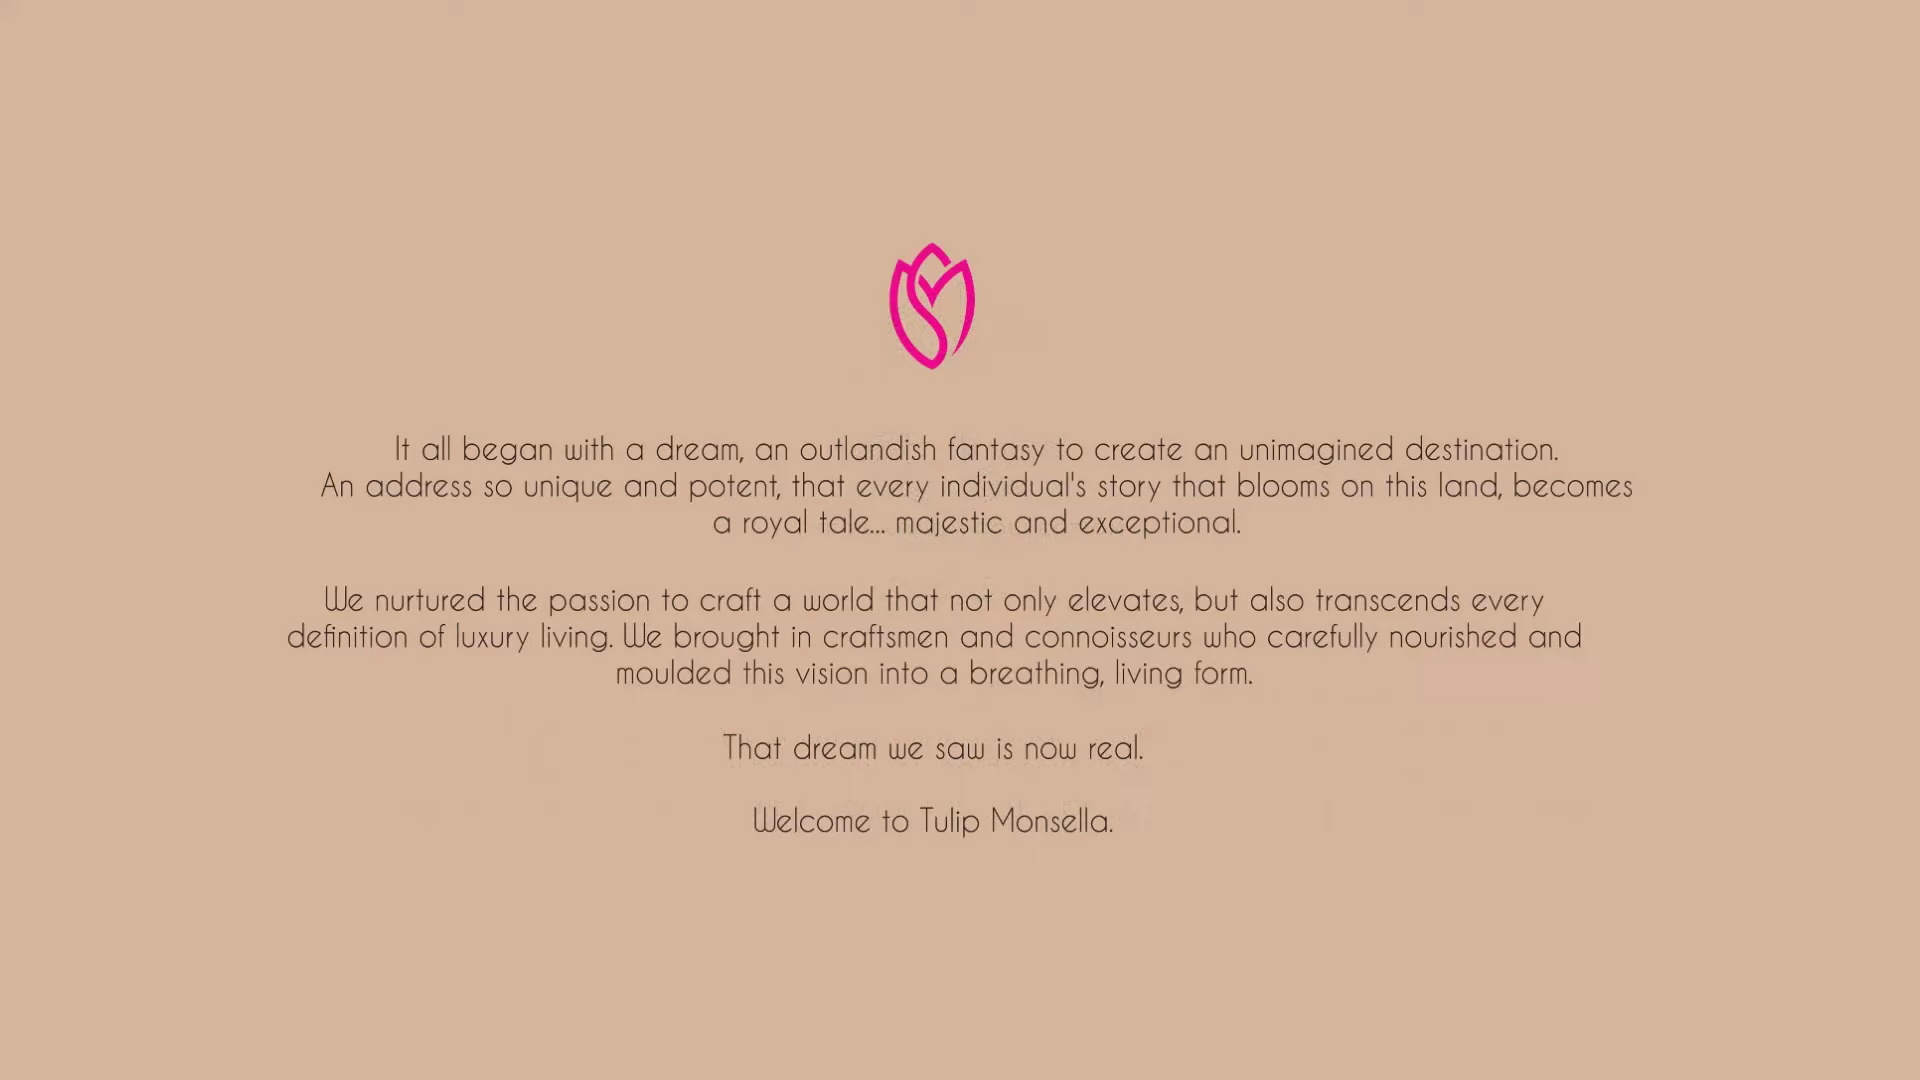 It all began with a dream, an outlandish fantasy to create an unimagined destination.
An address so unique and potent, that every individual's story that blooms on this land, becomes
a royal tale... majestic and exceptional.
We nurtured the passion to craft a world that not only elevates, but also transcends every
definition of luxury living. We brought in craftsmen and connoisseurs who carefully nourished and
moulded this vision into a breathing, living form.
That dream we saw is now real.
Welcome to Tulip Monsella.